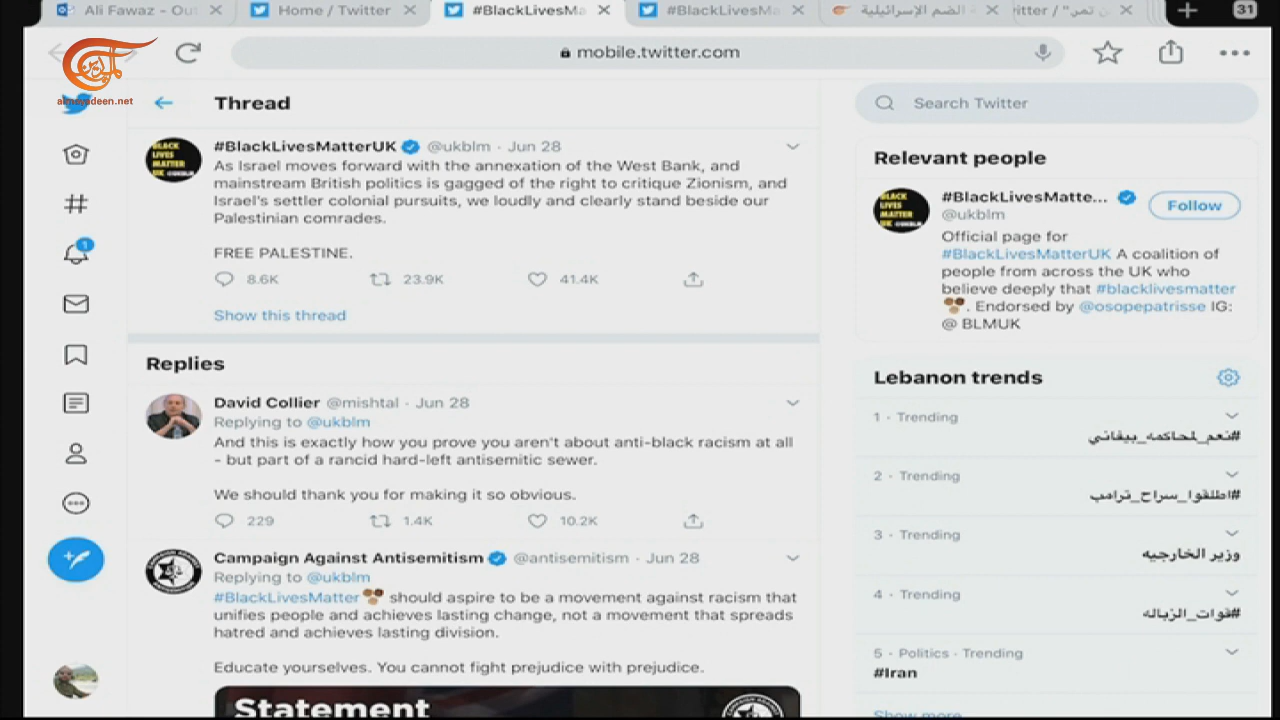 Ali Fawaz - Out
Home / Twitter
#BlackLivesMa
#BlackLivesMa
الضم الإسرائيلية
31
mobile.twitter.com
almayadeen.net
الميادين
Thread
Search Twitter
#BlackLivesMatterUK @ukblm · Jun 28
As Israel moves forward with the annexation of the West Bank, and
mainstream British politics is gagged of the right to critique Zionism, and
Israel's settler colonial pursuits, we loudly and clearly stand beside our
Palestinian comrades.
FREE PALESTINE.
8.6K 23.9K 41.4K
Show this thread
Replies
David Collier @mishtal · Jun 28
Replying to @ukblm
And this is exactly how you prove you aren't about anti-black racism at all
- but part of a rancid hard-left antisemitic sewer.
We should thank you for making it so obvious.
229 1.4K 10.2K
Campaign Against Antisemitism @antisemitism · Jun 28
Replying to @ukblm
#BlackLivesMatter should aspire to be a movement against racism that
unifies people and achieves lasting change, not a movement that spreads
hatred and achieves lasting division.
Educate yourselves. You cannot fight prejudice with prejudice.
Statement
Relevant people
#BlackLivesMatte...
@ukblm
Follow
Official page for
#BlackLivesMatterUK A coalition of
people from across the UK who
believe deeply that #blacklivesmatter
. Endorsed by @osopepatrisse IG:
@ BLMUK
Lebanon trends
1 · Trending
#نعم_لمحاكمه_بيفاني
2 · Trending
#اطلقوا_سراح_ترامب
3 · Trending
وزير الخارجيه
4 · Trending
#قوات_الزباله
5 · Politics · Trending
#Iran
Show more